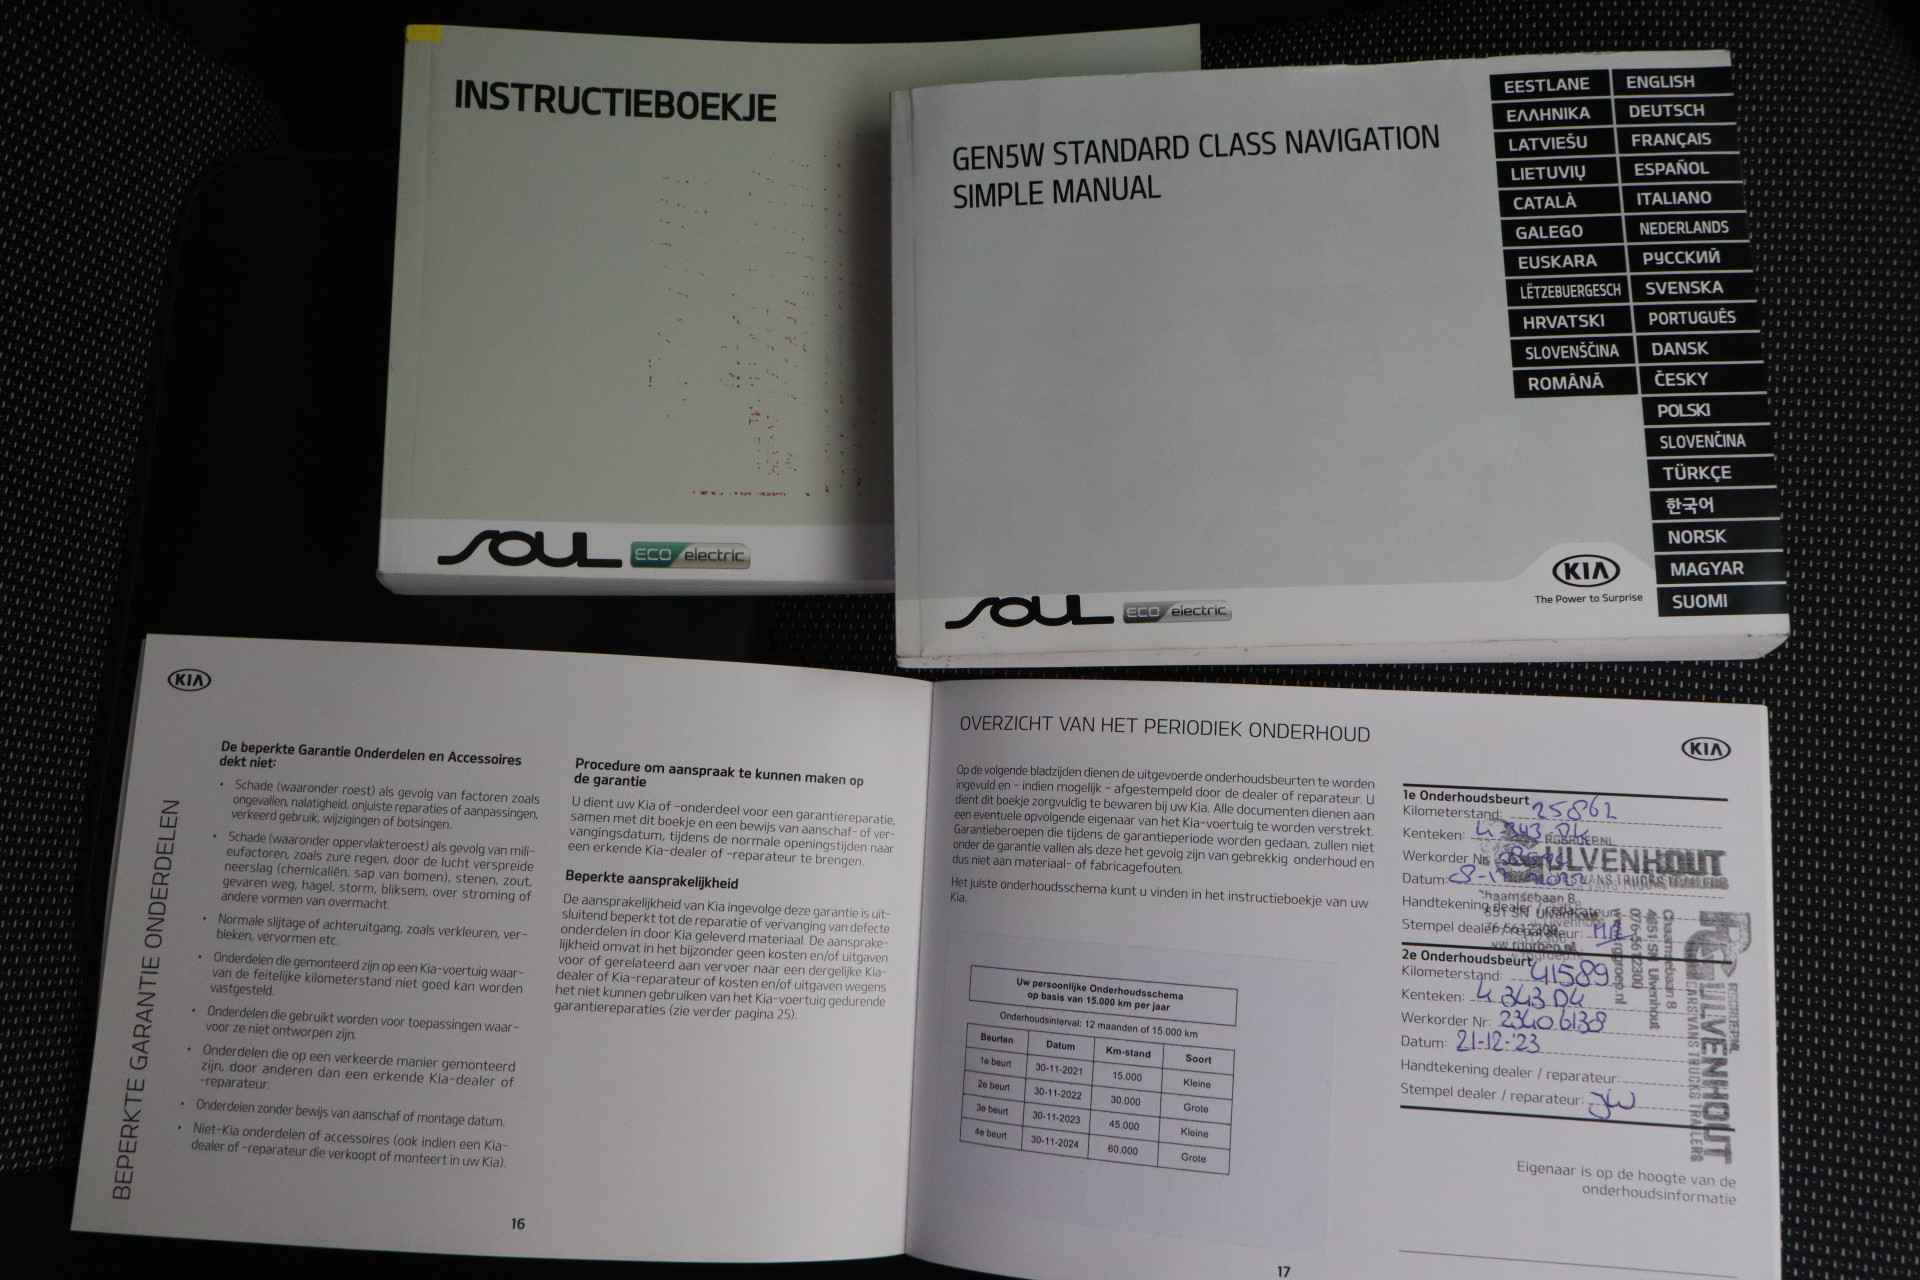 INSTRUCTIEBOEKJE
SOUL ECO electric
GEN5W STANDARD CLASS NAVIGATION
SIMPLE MANUAL
EESTLANE ENGLISH
ΕΛΛΗΝΙΚΑ DEUTSCH
LATVIEŠU FRANÇAIS
LIETUVIŲ ESPAÑOL
CATALÀ ITALIANO
GALEGO NEDERLANDS
EUSKARA РУССКИЙ
LËTZEBUERGESCH SVENSKA
HRVATSKI PORTUGUÊS
SLOVENŠČINA DANSK
ROMÂNĂ ČESKY
POLSKI
SLOVENČINA
TÜRKÇE
한국어
NORSK
MAGYAR
SUOMI
KIA
The Power to Surprise
SOUL ECO electric
KIA
BEPERKTE GARANTIE ONDERDELEN
De beperkte Garantie Onderdelen en Accessoires
dekt niet:
• Schade (waaronder roest) als gevolg van factoren zoals
ongevallen, nalatigheid, onjuiste reparaties of aanpassingen,
verkeerd gebruik, wijzigingen of botsingen.
• Schade (waaronder oppervlakteroest) als gevolg van mili-
eufactoren, zoals zure regen, door de lucht verspreide
neerslag (chemicaliën, sap van bomen), stenen, zout,
gevaren weg, hagel, storm, bliksem, over stroming of
andere vormen van overmacht.
• Normale slijtage of achteruitgang, zoals verkleuren, ver-
bleken, vervormen etc.
• Onderdelen die gemonteerd zijn op een Kia-voertuig waar-
van de feitelijke kilometerstand niet goed kan worden
vastgesteld.
• Onderdelen die gebruikt worden voor toepassingen waar-
voor ze niet ontworpen zijn.
• Onderdelen die op een verkeerde manier gemonteerd
zijn, door anderen dan een erkende Kia-dealer of
-reparateur.
• Onderdelen zonder bewijs van aanschaf of montage datum.
• Niet-Kia onderdelen of accessoires (ook indien een Kia-
dealer of -reparateur die verkoopt of monteert in uw Kia).
Procedure om aanspraak te kunnen maken op
de garantie
U dient uw Kia of -onderdeel voor een garantiereparatie,
samen met dit boekje en een bewijs van aanschaf- of ver-
vangingsdatum, tijdens de normale openingstijden naar
een erkende Kia-dealer of -reparateur te brengen.
Beperkte aansprakelijkheid
De aansprakelijkheid van Kia ingevolge deze garantie is uit-
sluitend beperkt tot de reparatie of vervanging van defecte
onderdelen in door Kia geleverd materiaal. De aansprake-
lijkheid omvat in het bijzonder geen kosten en/of uitgaven
voor of gerelateerd aan vervoer naar een dergelijke Kia-
dealer of Kia-reparateur of kosten en/of uitgaven wegens
het niet kunnen gebruiken van het Kia-voertuig gedurende
garantiereparaties (zie verder pagina 25).
16
OVERZICHT VAN HET PERIODIEK ONDERHOUD
KIA
Op de volgende bladzijden dienen de uitgevoerde onderhoudsbeurten te worden
ingevuld en - indien mogelijk - afgestempeld door de dealer of reparateur. U
dient dit boekje zorgvuldig te bewaren bij uw Kia. Alle documenten dienen aan
een eventuele opvolgende eigenaar van het Kia-voertuig te worden verstrekt.
Garantieberoepen die tijdens de garantieperiode worden gedaan, zullen niet
onder de garantie vallen als deze het gevolg zijn van gebrekkig onderhoud en
dus niet aan materiaal- of fabricagefouten.
Het juiste onderhoudsschema kunt u vinden in het instructieboekje van uw
Kia.
Uw persoonlijke Onderhoudsschema
op basis van 15.000 km per jaar
Onderhoudsinterval: 12 maanden of 15.000 km
Beurten Datum Km-stand Soort
1e beurt 30-11-2021 15.000 Kleine
2e beurt 30-11-2022 30.000 Grote
3e beurt 30-11-2023 45.000 Kleine
4e beurt 30-11-2024 60.000 Grote
1e Onderhoudsbeurt
Kilometerstand: 25862
Kenteken: K-343-DK
Werkorder Nr:
Datum:
Handtekening dealer / reparateur:
Stempel dealer / reparateur:
ULVENHOUT
2e Onderhoudsbeurt
Kilometerstand: 41589
Kenteken: K 343 DK
Werkorder Nr: 23406138
Datum: 21-12-'23
Handtekening dealer / reparateur:
Stempel dealer / reparateur: JW
ULVENHOUT
CARS VANS TRUCKS TRAILERS
Chaamsebaan 8
4851 SN Ulvenhout
076-5612300
Eigenaar is op de hoogte van de
onderhoudsinformatie
17